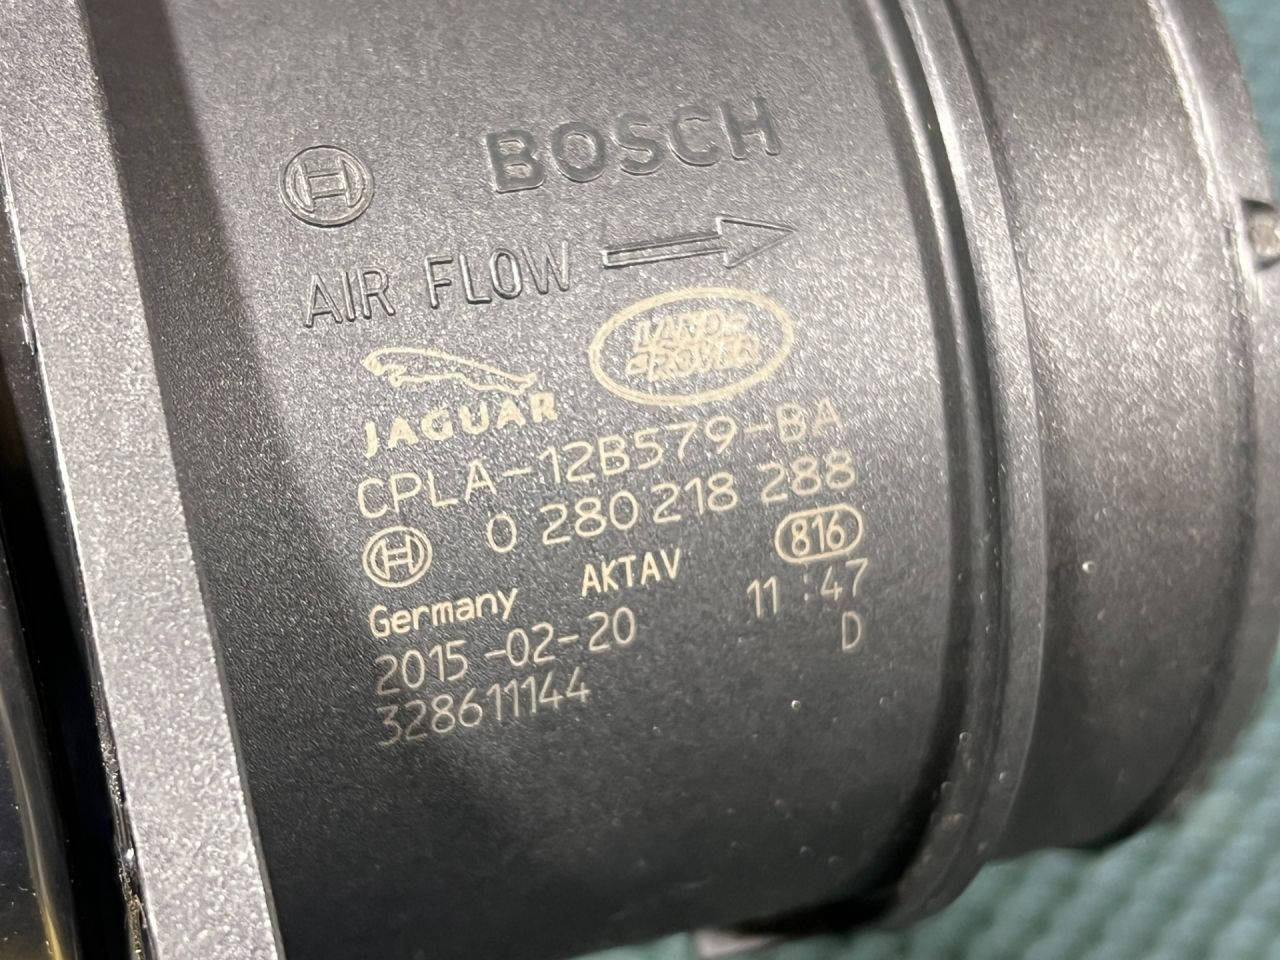 BOSCH
AIR FLOW
LAND-
ROVER
JAGUAR
CPLA-12B579-BA
0 280 218 288
816
Germany AKTAV
2015-02-20 11:47
D
328611144